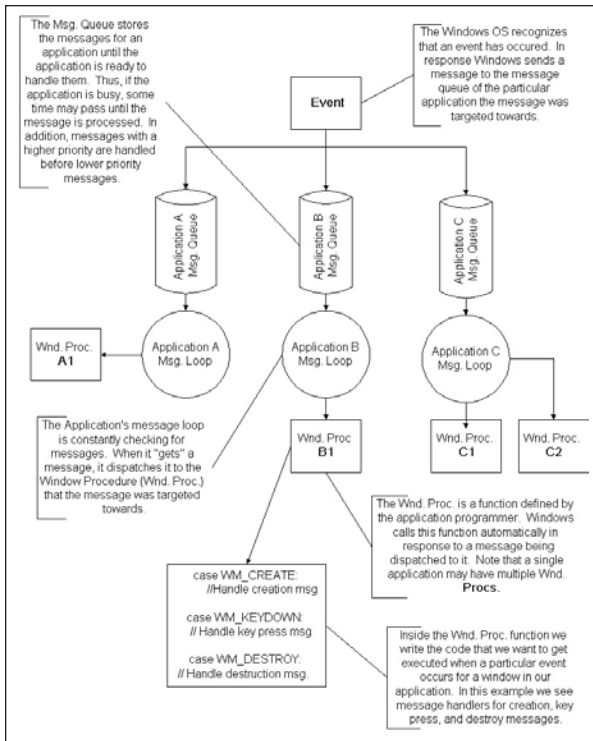 The Msg. Queue stores
the messages for an
application until the
application is ready to
handle them. Thus, if the
application is busy, some
time may pass until the
message is processed. In
addition, messages with a
higher priority are handled
before lower priority
messages.
The Windows OS recognizes
that an event has occured. In
response Windows sends a
message to the message
queue of the particular
application the message was
targeted towards.
Event
Application A
Msg. Queue
Application B
Msg. Queue
Application C
Msg. Queue
Wnd. Proc.
A1
Application A
Msg. Loop
Application B
Msg. Loop
Application C
Msg. Loop
The Application's message loop
is constantly checking for
messages. When it "gets" a
message, it dispatches it to the
Window Procedure (Wnd. Proc.)
that the message was targeted
towards.
Wnd. Proc
B1
Wnd. Proc.
C1
Wnd. Proc.
C2
The Wnd. Proc. is a function defined by
the application programmer. Windows
calls this function automatically in
response to a message being
dispatched to it. Note that a single
application may have multiple Wnd.
Procs.
case WM_CREATE:
//Handle creation msg
case WM_KEYDOWN:
// Handle key press msg
case WM_DESTROY:
// Handle destruction msg.
Inside the Wnd. Proc. function we
write the code that we want to get
executed when a particular event
occurs for a window in our
application. In this example we see
message handlers for creation, key
press, and destroy messages.